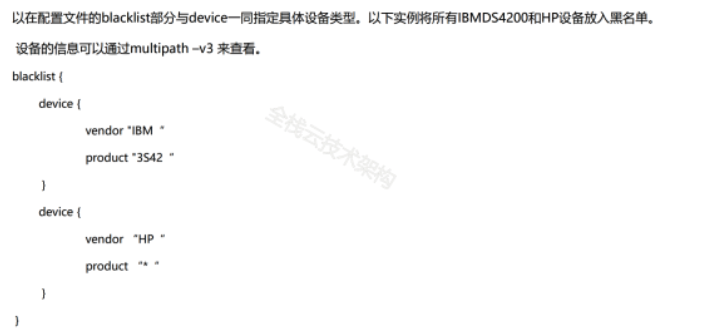 以在配置文件的blacklist部分与device一同指定具体设备类型。以下实例将所有IBMDS4200和HP设备放入黑名单。
设备的信息可以通过multipath –v3 来查看。
blacklist {
device {
vendor "IBM  “
product "3S42  “
}
device {
vendor  “HP  “
product  “*  “
}
}
全栈云技术架构